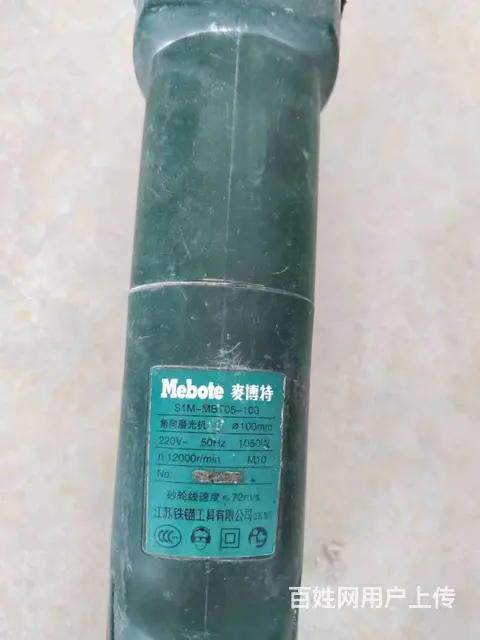 Mebote 麥博特
S1M-MBT05-100
角向磨光机 ⌀100mm
220V~ 50Hz 1050W
n 12000r/min M10
No:
砂轮线速度 ≤72m/s
江苏铁锚工具有限公司
百姓网用户上传